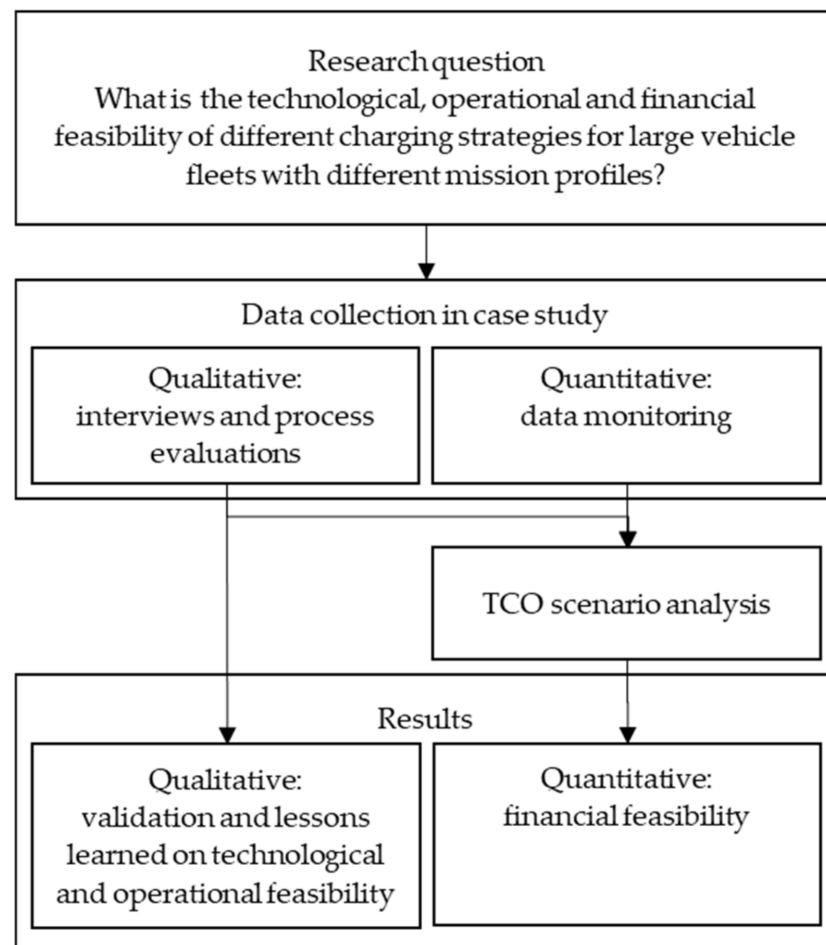 Research question
What is the technological, operational and financial
feasibility of different charging strategies for large vehicle
fleets with different mission profiles?
Data collection in case study
Qualitative:
interviews and process
evaluations
Quantitative:
data monitoring
TCO scenario analysis
Results
Qualitative:
validation and lessons
learned on technological
and operational feasibility
Quantitative:
financial feasibility